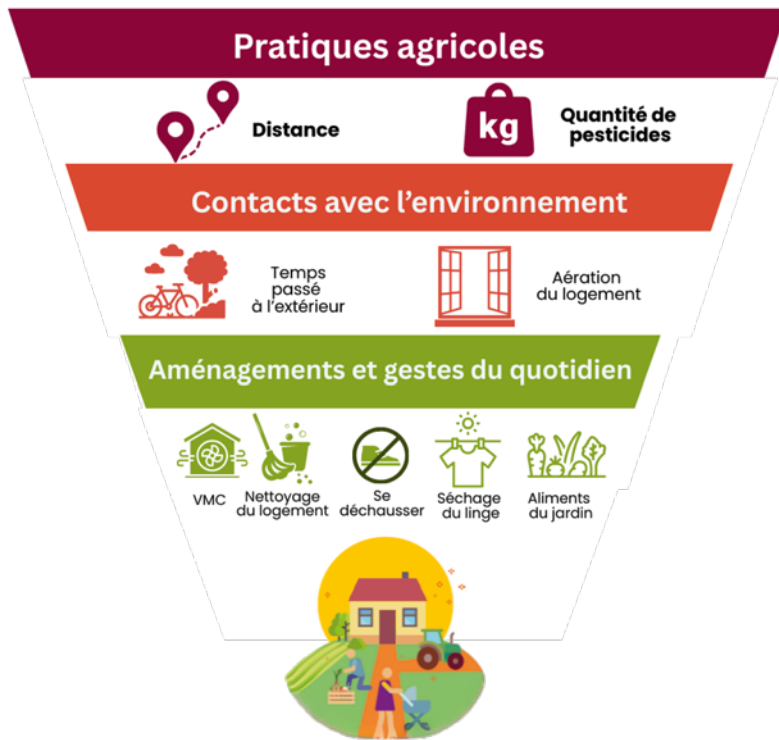 Pratiques agricoles
Distance
kg
Quantité de
pesticides
Contacts avec l'environnement
Temps
passé
à l'extérieur
Aération
du logement
Aménagements et gestes du quotidien
VMC
Nettoyage
du logement
Se
déchausser
Séchage
du linge
Aliments
du jardin